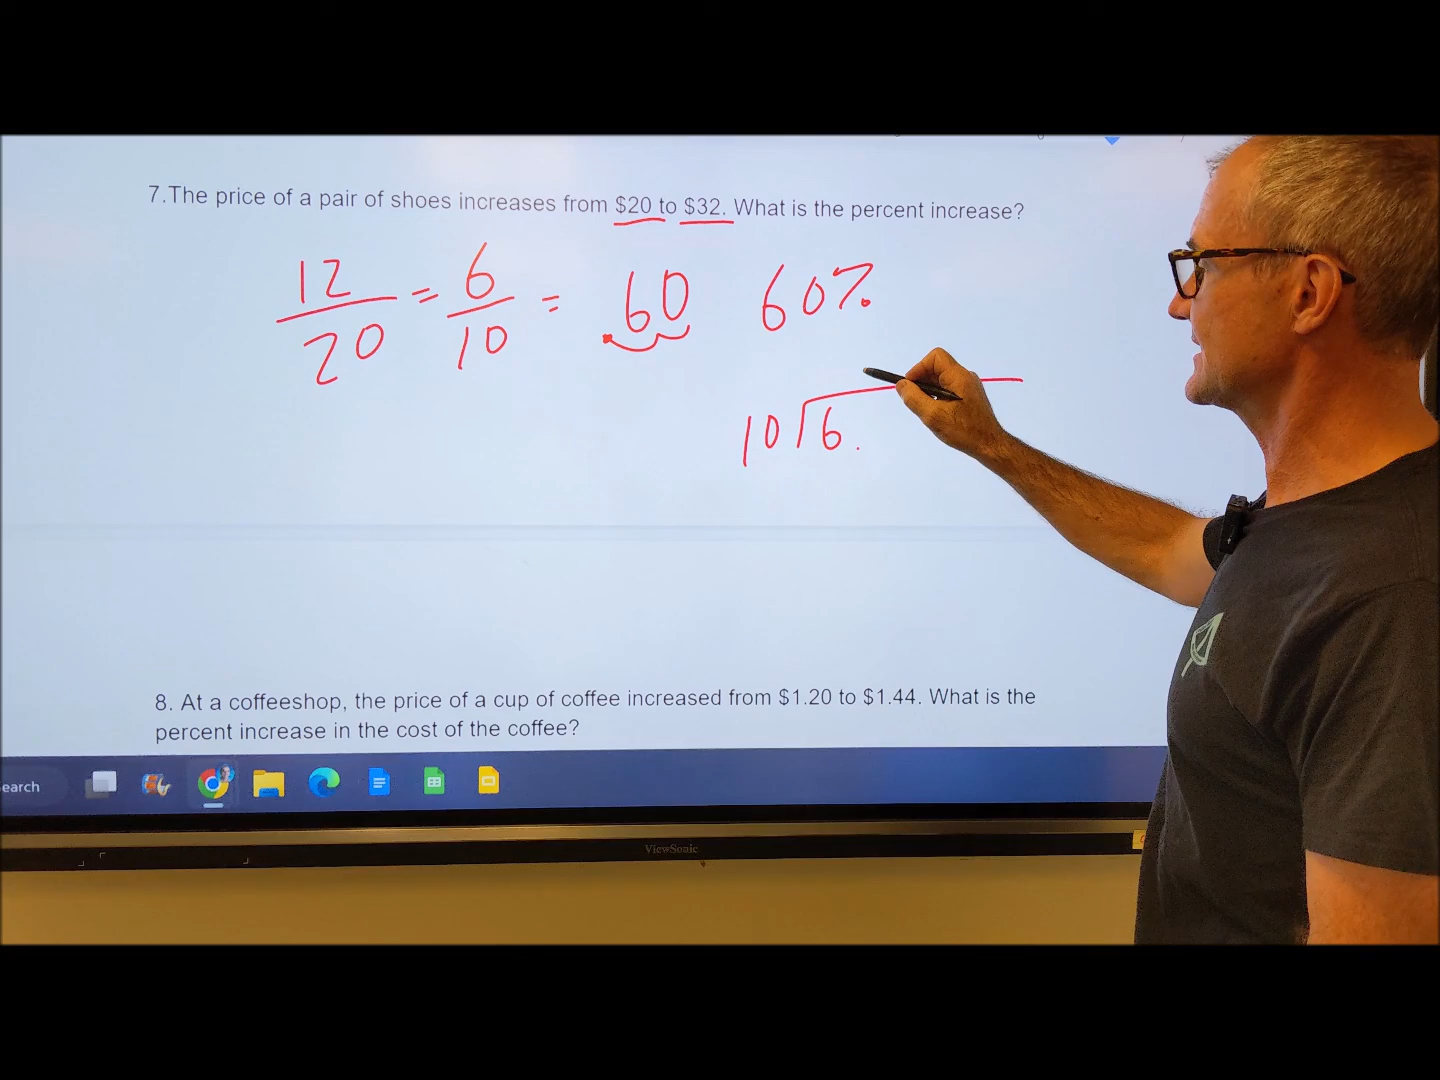 7.The price of a pair of shoes increases from $20 to $32. What is the percent increase?
12/20 = 6/10 = .60 60%
10)6.
8. At a coffeeshop, the price of a cup of coffee increased from $1.20 to $1.44. What is the
percent increase in the cost of the coffee?
earch
ViewSonic